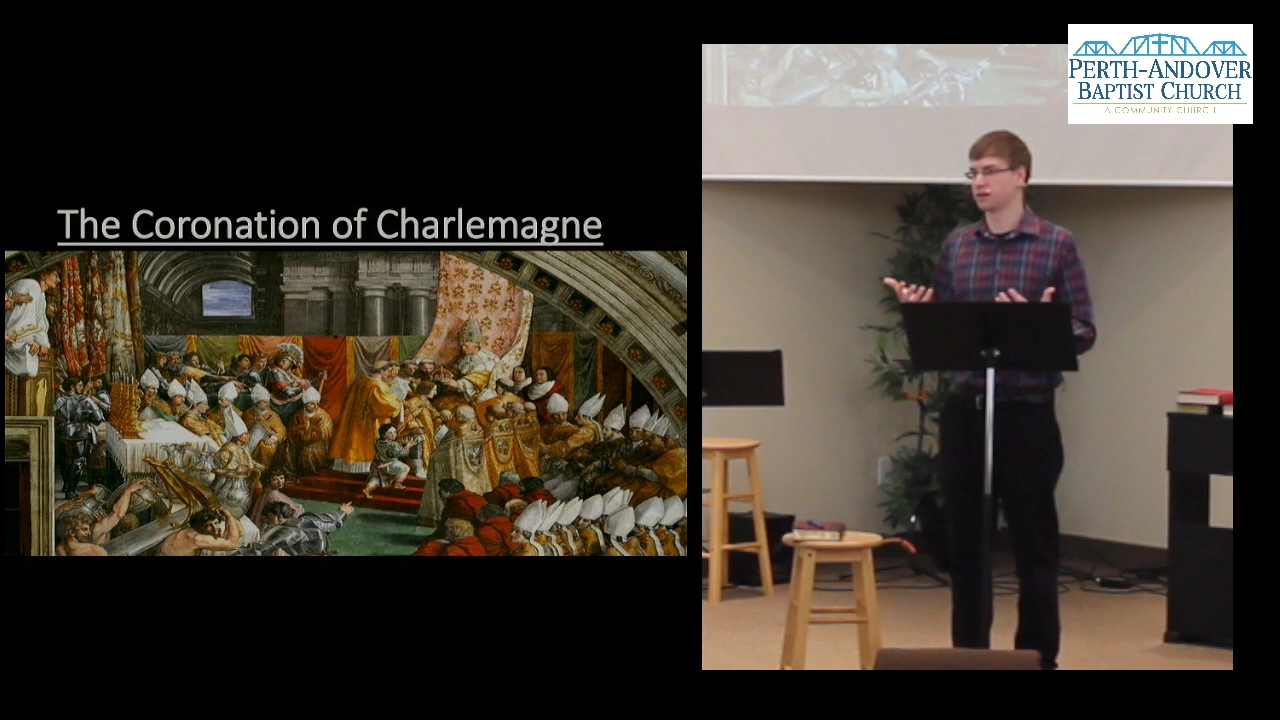 The Coronation of Charlemagne
PERTH-ANDOVER
BAPTIST CHURCH
A COMMUNITY CHURCH